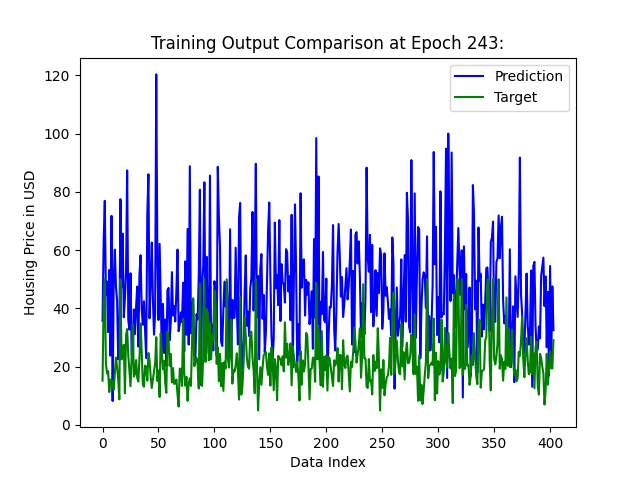 Training Output Comparison at Epoch 243:
Prediction
Target
120
100
80
60
40
20
0
Housing Price in USD
0 50 100 150 200 250 300 350 400
Data Index